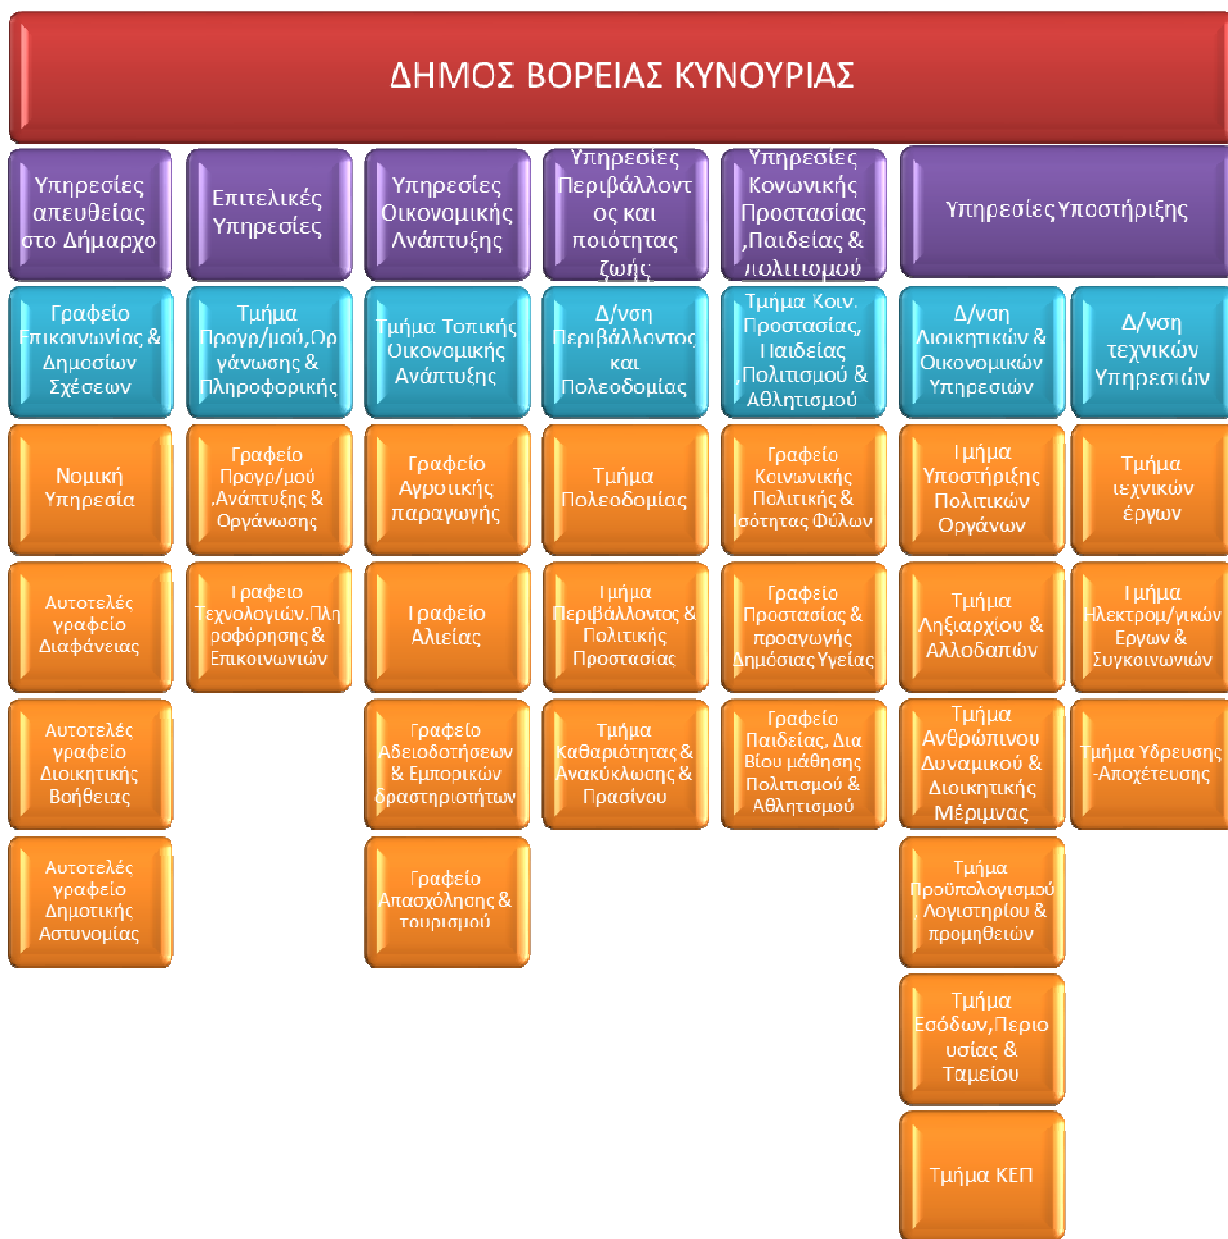 ΔΗΜΟΣ ΒΟΡΕΙΑΣ ΚΥΝΟΥΡΙΑΣ
Υπηρεσίες
απευθείας
στο Δήμαρχο
Επιτελικές
Υπηρεσίες
Υπηρεσίες
Οικονομικής
Ανάπτυξης
Υπηρεσίες
Περιβάλλοντ
ος και
ποιότητας
ζωής
Υπηρεσίες
Κονωνικής
Προστασίας
,Παιδείας &
πολιτισμού
Υπηρεσίες Υποστήριξης
Γραφείο
Επικοινωνίας &
Δημοσίων
Σχέσεων
Τμήμα
Προγρ/μού,Ορ
γάνωσης &
Πληροφορικής
Τμήμα Τοπικής
Οικονομικής
Ανάπτυξης
Δ/νση
Περιβάλλοντος
και
Πολεοδομίας
Τμήμα Κοιν.
Προστασίας,
Παιδείας
,Πολιτισμού &
Αθλητισμού
Δ/νση
Διοικητικών &
Οικονομικών
Υπηρεσιών
Δ/νση
τεχνικών
Υπηρεσιών
Νομική
Υπηρεσία
Γραφείο
Προγρ/μού
,Ανάπτυξης &
Οργάνωσης
Γραφείο
Αγροτικής
παραγωγής
Τμήμα
Πολεοδομίας
Γραφείο
Κοινωνικής
Πολιτικής &
Ισότητας Φύλων
Τμήμα
Υποστήριξης
Πολιτικών
Οργάνων
Τμήμα
τεχνικών
έργων
Αυτοτελές
γραφείο
Διαφάνειας
Γραφείο
Τεχνολογιών.Πλη
ροφόρησης &
Επικοινωνιών
Γραφείο
Αλιείας
Τμήμα
Περιβάλλοντος &
Πολιτικής
Προστασίας
Γραφείο
Προστασίας &
προαγωγής
Δημόσιας Υγείας
Τμήμα
Ληξιαρχίου &
Αλλοδαπών
Τμήμα
Ηλεκτρομ/γικών
Εργων &
Συγκοινωνιών
Αυτοτελές
γραφείο
Διοικητικής
Βοήθειας
Γραφείο
Αδειοδοτήσεων
& Εμπορικών
δραστηριοτήτων
Τμήμα
Καθαριότητας &
Ανακύκλωσης &
Πρασίνου
Γραφείο
Παιδείας, Δια
Βίου μάθησης
Πολιτισμού &
Αθλητισμού
Τμήμα
Ανθρώπινου
Δυναμικού &
Διοικητικής
Μέριμνας
Τμήμα Υδρευσης
-Αποχέτευσης
Αυτοτελές
γραφείο
Δημοτικής
Αστυνομίας
Γραφείο
Απασχόλησης &
τουρισμού
Τμήμα
Προϋπολογισμού
, Λογιστηρίου &
προμηθειών
Τμήμα
Εσόδων,Περιο
υσίας &
Ταμείου
Τμήμα ΚΕΠ